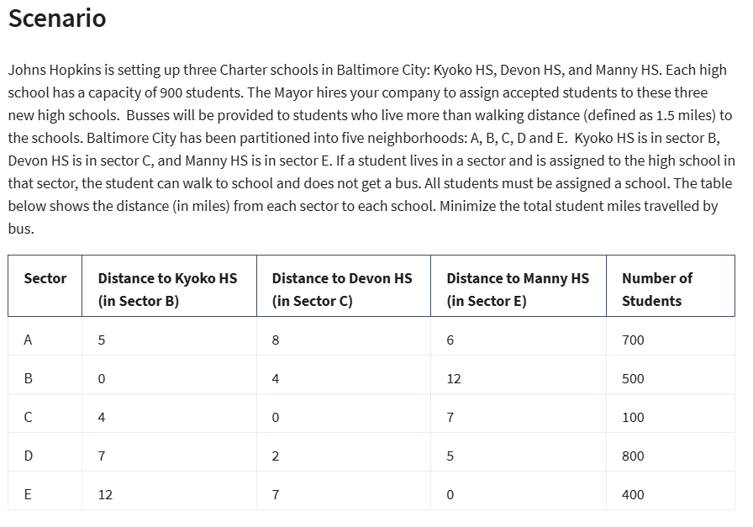 Scenario
Johns Hopkins is setting up three Charter schools in Baltimore City: Kyoko HS, Devon HS, and Manny HS. Each high
school has a capacity of 900 students. The Mayor hires your company to assign accepted students to these three
new high schools.  Busses will be provided to students who live more than walking distance (defined as 1.5 miles) to
the schools. Baltimore City has been partitioned into five neighborhoods: A, B, C, D and E.  Kyoko HS is in sector B,
Devon HS is in sector C, and Manny HS is in sector E. If a student lives in a sector and is assigned to the high school in
that sector, the student can walk to school and does not get a bus. All students must be assigned a school. The table
below shows the distance (in miles) from each sector to each school. Minimize the total student miles travelled by
bus.
Sector Distance to Kyoko HS Distance to Devon HS Distance to Manny HS Number of
(in Sector B) (in Sector C) (in Sector E) Students
A 5 8 6 700
B 0 4 12 500
C 4 0 7 100
D 7 2 5 800
E 12 7 0 400